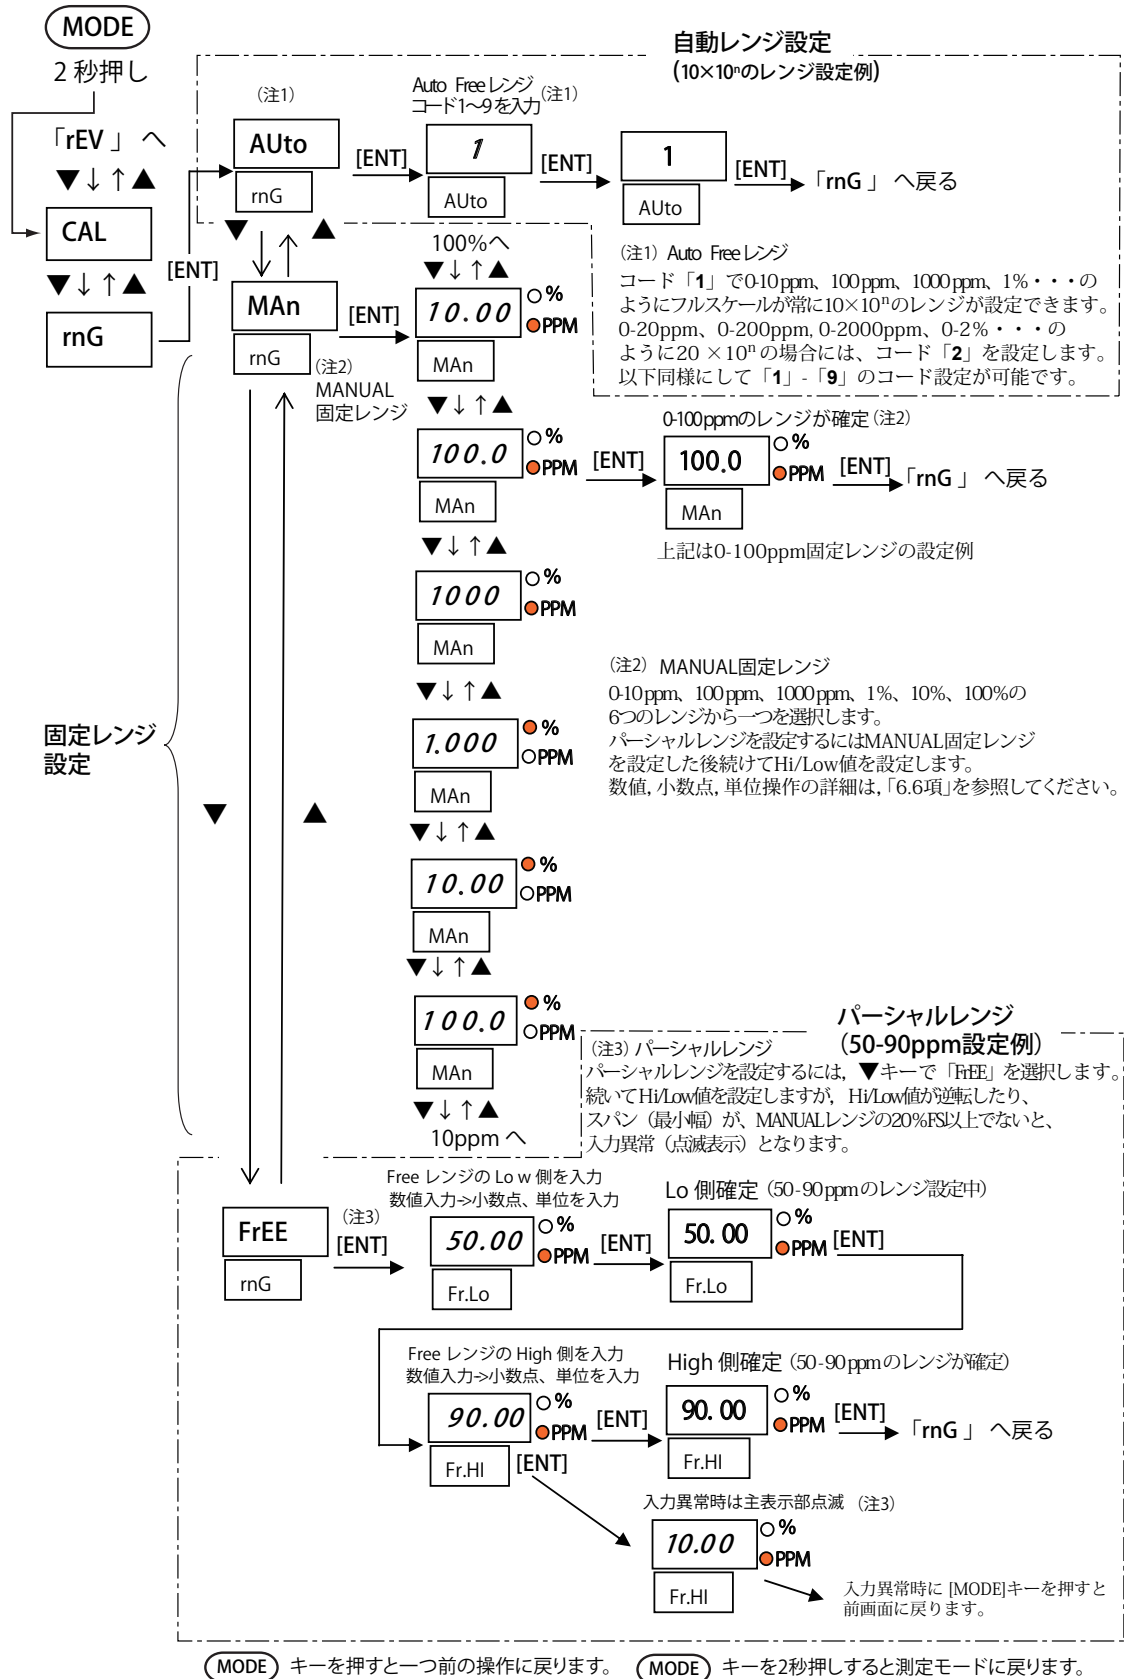 MODE
2 秒押し
「rEV 」 へ
▼↓ ↑▲
CAL
▼↓ ↑▲
[ENT]
rnG
自動レンジ設定
(10×10ⁿのレンジ設定例)
(注1)
AUto
rnG
[ENT]
Auto Freeレンジ
コード1〜9を入力
(注1)
1
AUto
[ENT]
1
AUto
[ENT]
「rnG 」 へ戻る
▼ ▲
(注1) Auto Freeレンジ
コード「1」で0-10ppm、100ppm、1000ppm、1%・・・の
ようにフルスケールが常に10×10ⁿのレンジが設定できます。
0-20ppm、0-200ppm, 0-2000ppm、0-2%・・・の
ように20 ×10ⁿの場合には、コード「2」を設定します。
以下同様にして「1」-「9」のコード設定が可能です。
MAn
rnG
[ENT]
(注2)
MANUAL
固定レンジ
100%へ
▼↓ ↑▲
10.00
%
PPM
MAn
▼↓ ↑▲
100.0
%
PPM
MAn
[ENT]
0-100ppmのレンジが確定(注2)
100.0
%
PPM
MAn
[ENT]
「rnG 」 へ戻る
上記は0-100ppm固定レンジの設定例
▼↓ ↑▲
1000
%
PPM
MAn
▼↓ ↑▲
(注2) MANUAL固定レンジ
0-10ppm、100ppm、1000ppm、1%、10%、100%の
6つのレンジから一つを選択します。
パーシャルレンジを設定するにはMANUAL固定レンジ
を設定した後続けてHi/Low値を設定します。
数値, 小数点, 単位操作の詳細は,「6.6項」を参照してください。
固定レンジ
設定
▼ ▲
1.000
%
PPM
MAn
▼↓ ↑▲
10.00
%
PPM
MAn
▼↓ ↑▲
100.0
%
PPM
MAn
▼↓ ↑▲
10ppm へ
パーシャルレンジ
(50-90ppm設定例)
(注3) パーシャルレンジ
パーシャルレンジを設定するには, ▼キーで「FrEE」を選択します。
続いてHi/Low値を設定しますが, Hi/Low値が逆転したり、
スパン（最小幅）が、MANUALレンジの20%FS以上でないと、
入力異常（点滅表示）となります。
FrEE
rnG
(注3)
[ENT]
Free レンジの Lo w 側を入力
数値入力->小数点、単位を入力
50.00
%
PPM
Fr.Lo
[ENT]
Lo 側確定 (50-90ppmのレンジ設定中)
50. 00
%
PPM
Fr.Lo
[ENT]
Free レンジの High 側を入力
数値入力->小数点、単位を入力
90.00
%
PPM
Fr.HI
[ENT]
[ENT]
High 側確定 (50-90ppmのレンジが確定)
90. 00
%
PPM
Fr.HI
[ENT]
「rnG 」 へ戻る
入力異常時は主表示部点滅 (注3)
10.00
%
PPM
Fr.HI
入力異常時に [MODE]キーを押すと
前画面に戻ります。
MODE キーを押すと一つ前の操作に戻ります。
MODE キーを2秒押しすると測定モードに戻ります。